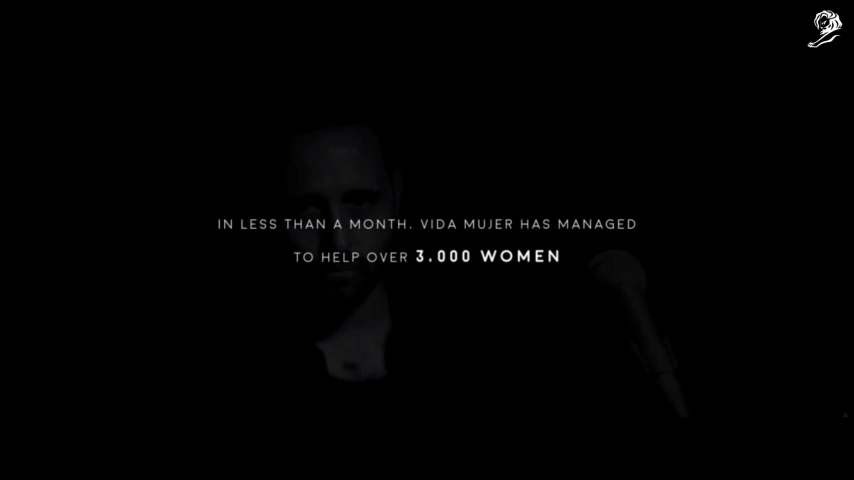 IN LESS THAN A MONTH, VIDA MUJER HAS MANAGED
TO HELP OVER 3.000 WOMEN